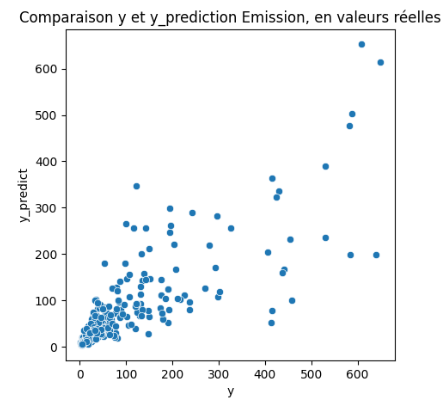 Comparaison y et y_prediction Emission, en valeurs réelles
600
500
400
300
200
100
0
y_predict
0 100 200 300 400 500 600
y